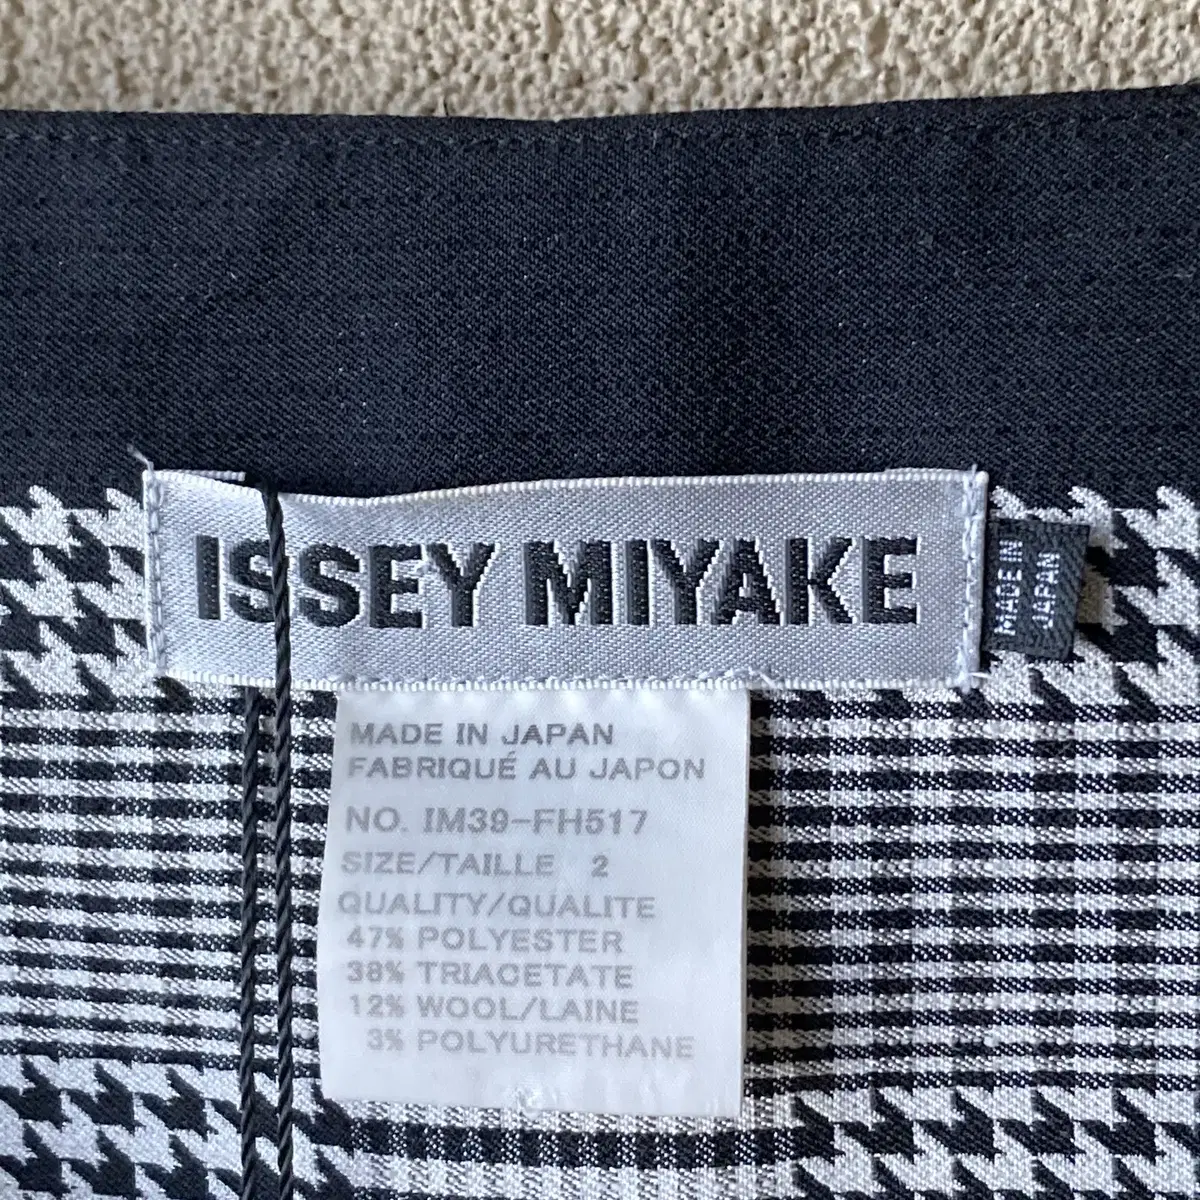 ISSEY MIYAKE
MADE IN
JAPAN
MADE IN JAPAN
FABRIQUÉ AU JAPON
NO. IM39-FH517
SIZE/TAILLE 2
QUALITY/QUALITE
47% POLYESTER
38% TRIACETATE
12% WOOL/LAINE
3% POLYURETHANE